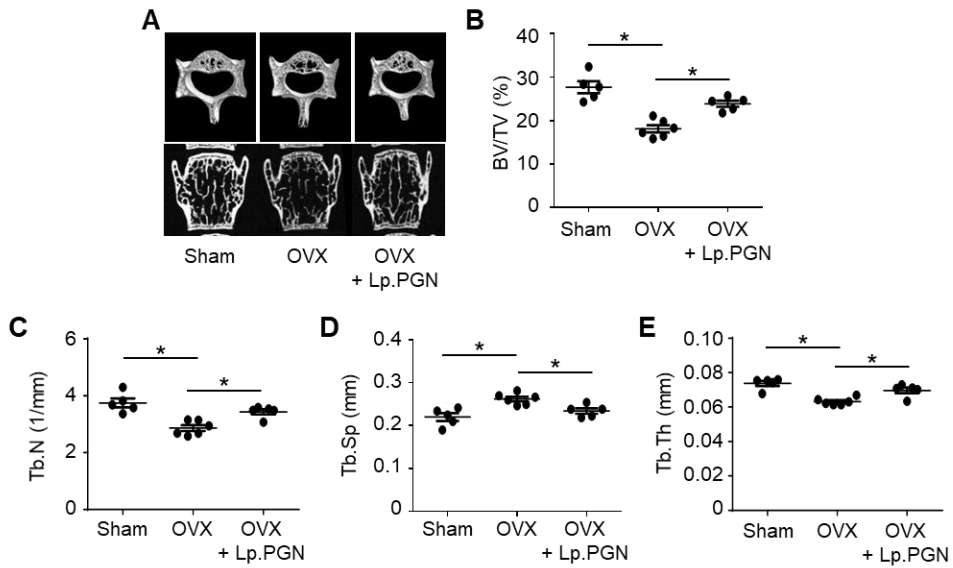 A
Sham
OVX
OVX
+ Lp.PGN
B
BV/TV (%)
40
30
20
10
0
*
*
Sham
OVX
OVX
+ Lp.PGN
C
Tb.N (1/mm)
6
4
2
0
*
*
Sham
OVX
OVX
+ Lp.PGN
D
Tb.Sp (mm)
0.4
0.3
0.2
0.1
0
*
*
Sham
OVX
OVX
+ Lp.PGN
E
Tb.Th (mm)
0.10
0.08
0.06
0.04
0.02
0
*
*
Sham
OVX
OVX
+ Lp.PGN